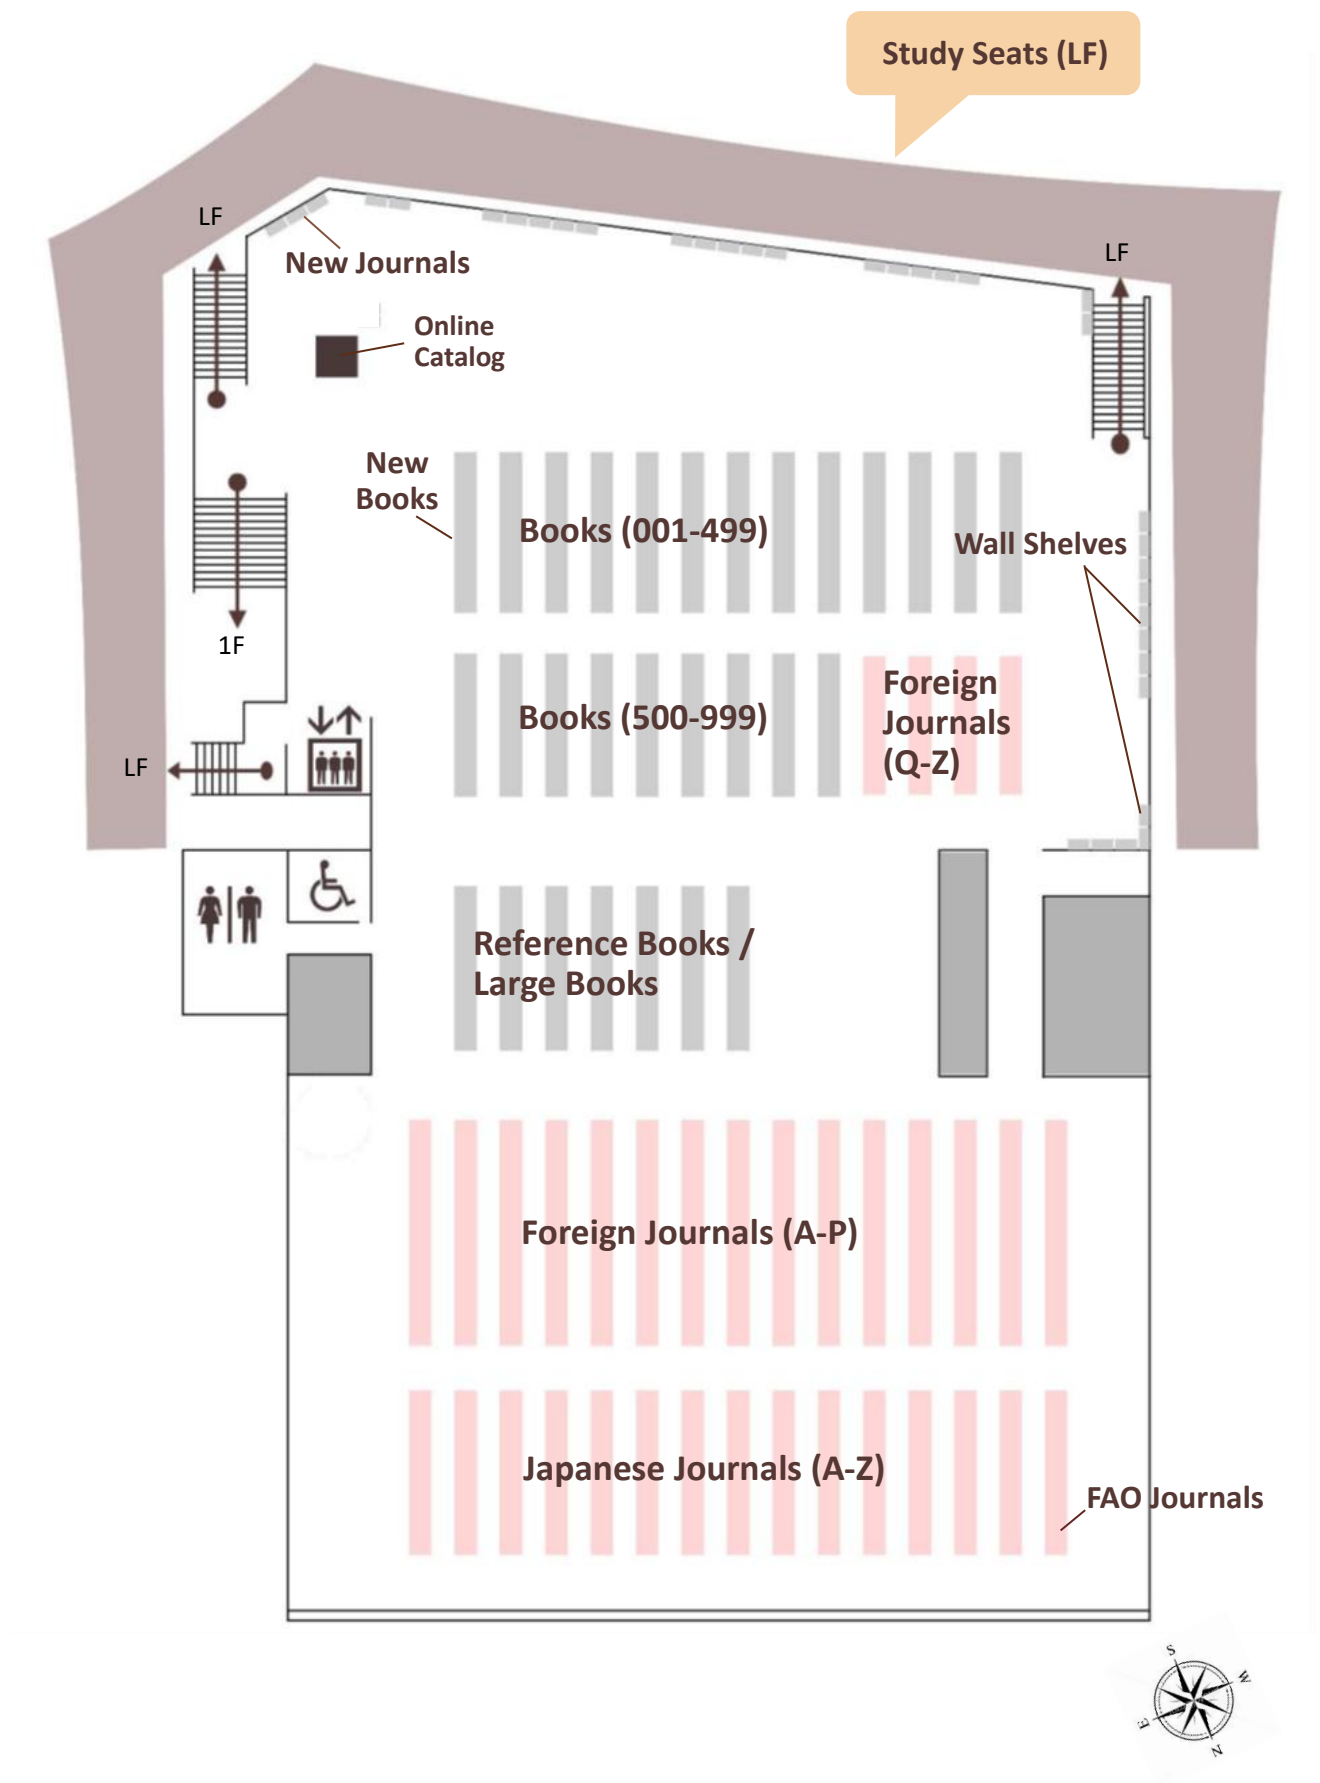 Study Seats (LF)
LF
New Journals
LF
Online
Catalog
New
Books
Books (001-499)
Wall Shelves
1F
Foreign
Journals
(Q-Z)
Books (500-999)
LF
Reference Books /
Large Books
Foreign Journals (A-P)
Japanese Journals (A-Z)
FAO Journals
S
W
E
N